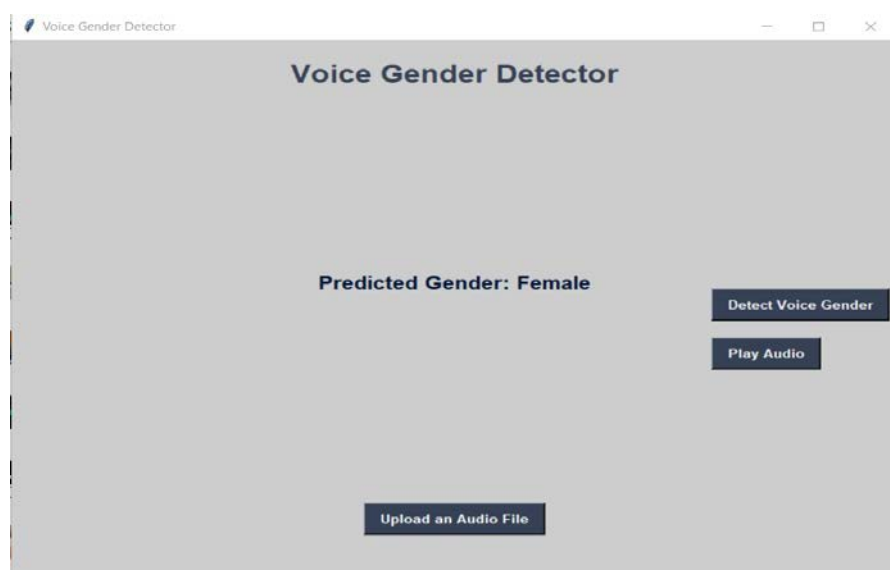 Voice Gender Detector
Voice Gender Detector
Predicted Gender: Female
Detect Voice Gender
Play Audio
Upload an Audio File